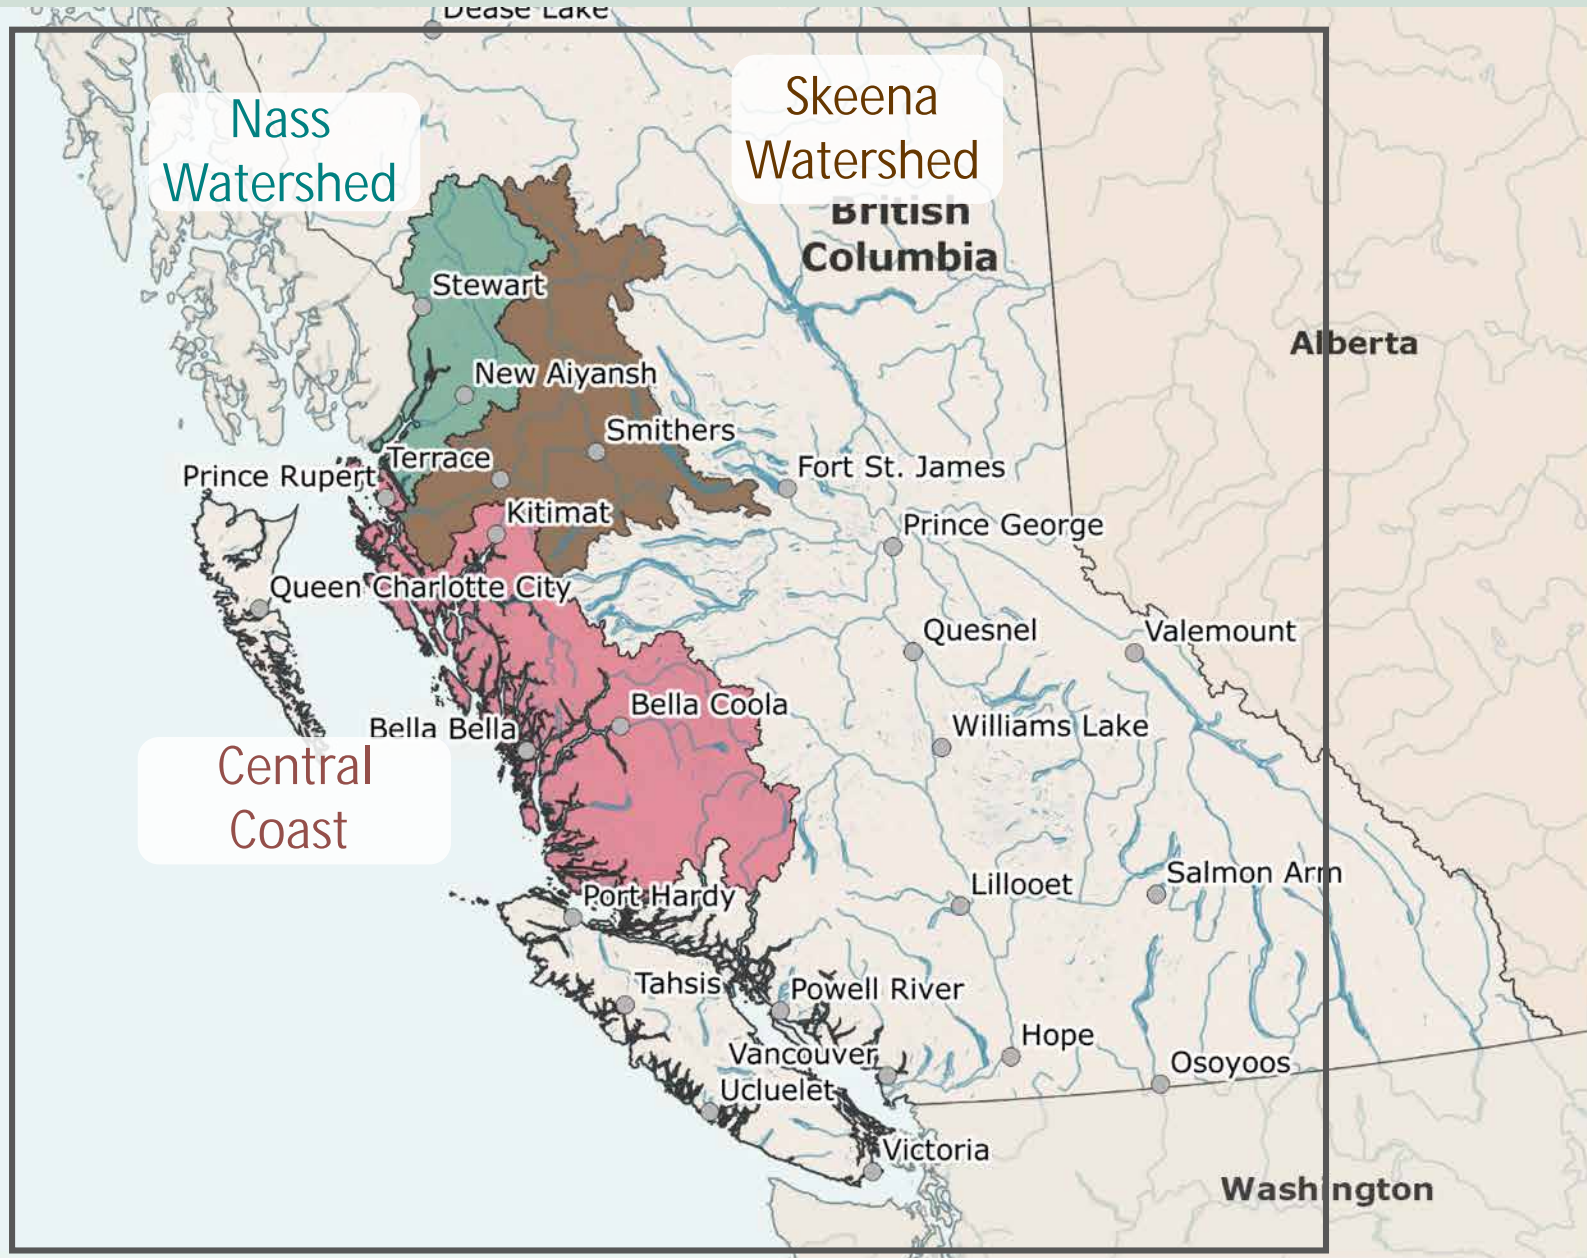 Dease Lake
Nass
Watershed
Skeena
Watershed
British
Columbia
Stewart
Alberta
New Aiyansh
Smithers
Terrace
Prince Rupert
Fort St. James
Kitimat
Prince George
Queen Charlotte City
Quesnel
Valemount
Bella Coola
Bella Bella
Williams Lake
Central
Coast
Salmon Arm
Lillooet
Port Hardy
Tahsis
Powell River
Hope
Vancouver
Osoyoos
Ucluelet
Victoria
Washington